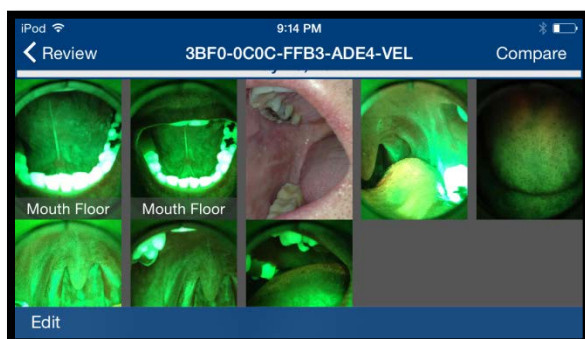 iPod 9:14 PM
Review 3BF0-0C0C-FFB3-ADE4-VEL Compare
Mouth Floor Mouth Floor
Edit